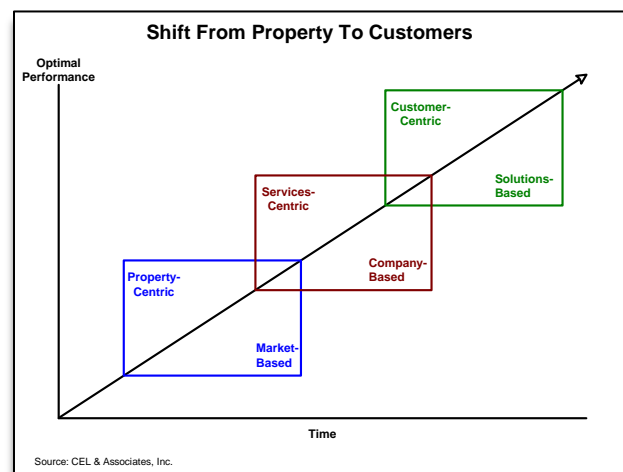 Shift From Property To Customers
Optimal
Performance
Customer-
Centric
Solutions-
Based
Services-
Centric
Company-
Based
Property-
Centric
Market-
Based
Time
Source: CEL & Associates, Inc.